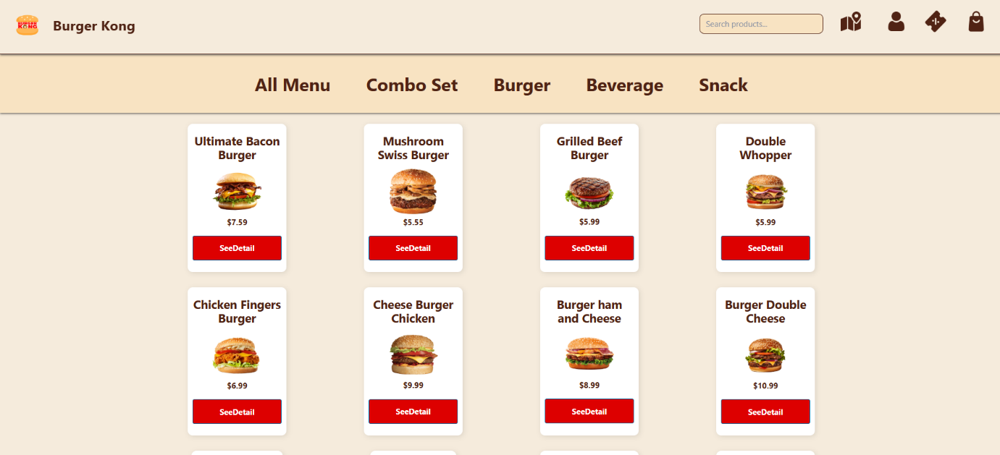 BURGER
KONG
Burger Kong
Search products...
All Menu
Combo Set
Burger
Beverage
Snack
Ultimate Bacon
Burger
$7.59
SeeDetail
Mushroom
Swiss Burger
$5.55
SeeDetail
Grilled Beef
Burger
$5.99
SeeDetail
Double
Whopper
$5.99
SeeDetail
Chicken Fingers
Burger
$6.99
SeeDetail
Cheese Burger
Chicken
$9.99
SeeDetail
Burger ham
and Cheese
$8.99
SeeDetail
Burger Double
Cheese
$10.99
SeeDetail